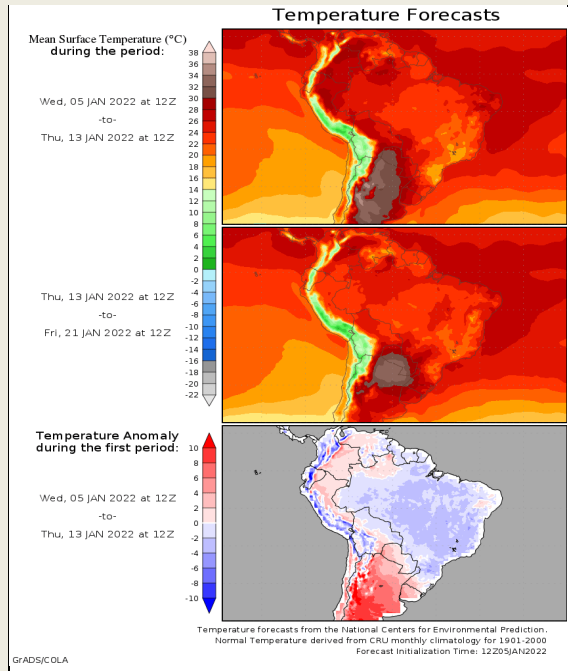 Temperature Forecasts
Mean Surface Temperature (°C)
during the period:
Wed, 05 JAN 2022 at 12Z
-to-
Thu, 13 JAN 2022 at 12Z
38
36
34
32
30
28
26
24
22
20
18
16
14
12
10
8
6
4
2
0
-2
-4
-6
-8
-10
-12
-14
-16
-18
-20
-22
Thu, 13 JAN 2022 at 12Z
-to-
Fri, 21 JAN 2022 at 12Z
Temperature Anomaly
during the first period:
Wed, 05 JAN 2022 at 12Z
-to-
Thu, 13 JAN 2022 at 12Z
10
8
6
4
2
0
-2
-4
-6
-8
-10
Temperature forecasts from the National Centers for Environmental Prediction.
Normal Temperature derived from CRU monthly climatology for 1901-2000
Forecast Initialization Time: 12Z05JAN2022
GrADS/COLA